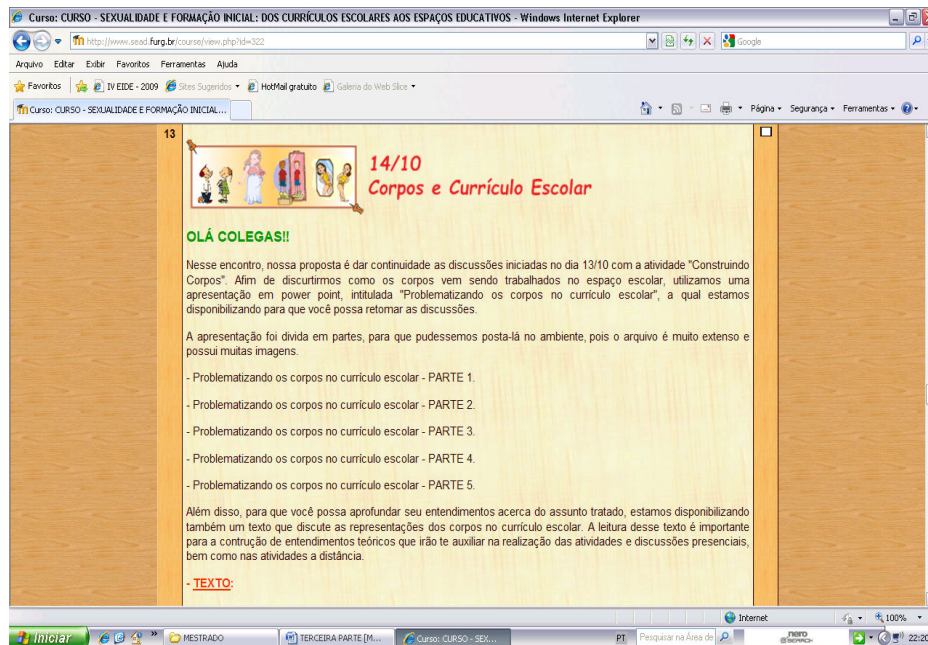 Curso: CURSO - SEXUALIDADE E FORMAÇÃO INICIAL: DOS CURRÍCULOS ESCOLARES AOS ESPAÇOS EDUCATIVOS - Windows Internet Explorer
http://www.sead.furg.br/course/view.php?id=322
Google
Arquivo Editar Exibir Favoritos Ferramentas Ajuda
Favoritos IV EIDE - 2009 Sites Sugeridos HotMail gratuito Galeria do Web Slice
Curso: CURSO - SEXUALIDADE E FORMAÇÃO INICIAL... Página Segurança Ferramentas
13
14/10
Corpos e Currículo Escolar
OLÁ COLEGAS!!
Nesse encontro, nossa proposta é dar continuidade as discussões iniciadas no dia 13/10 com a atividade "Construindo
Corpos". Afim de discurtirmos como os corpos vem sendo trabalhados no espaço escolar, utilizamos uma
apresentação em power point, intitulada "Problematizando os corpos no currículo escolar", a qual estamos
disponibilizando para que você possa retomar as discussões.
A apresentação foi divida em partes, para que pudessemos posta-lá no ambiente, pois o arquivo é muito extenso e
possui muitas imagens.
- Problematizando os corpos no currículo escolar - PARTE 1.
- Problematizando os corpos no currículo escolar - PARTE 2.
- Problematizando os corpos no currículo escolar - PARTE 3.
- Problematizando os corpos no currículo escolar - PARTE 4.
- Problematizando os corpos no currículo escolar - PARTE 5.
Além disso, para que você possa aprofundar seu entendimentos acerca do assunto tratado, estamos disponibilizando
também um texto que discute as representações dos corpos no currículo escolar. A leitura desse texto é importante
para a contrução de entendimentos teóricos que irão te auxiliar na realização das atividades e discussões presenciais,
bem como nas atividades a distância.
- TEXTO:
Internet 100%
Iniciar MESTRADO TERCEIRA PARTE [M... Curso: CURSO - SEX... PT Pesquisar na Área de nero SEARCH 22:20